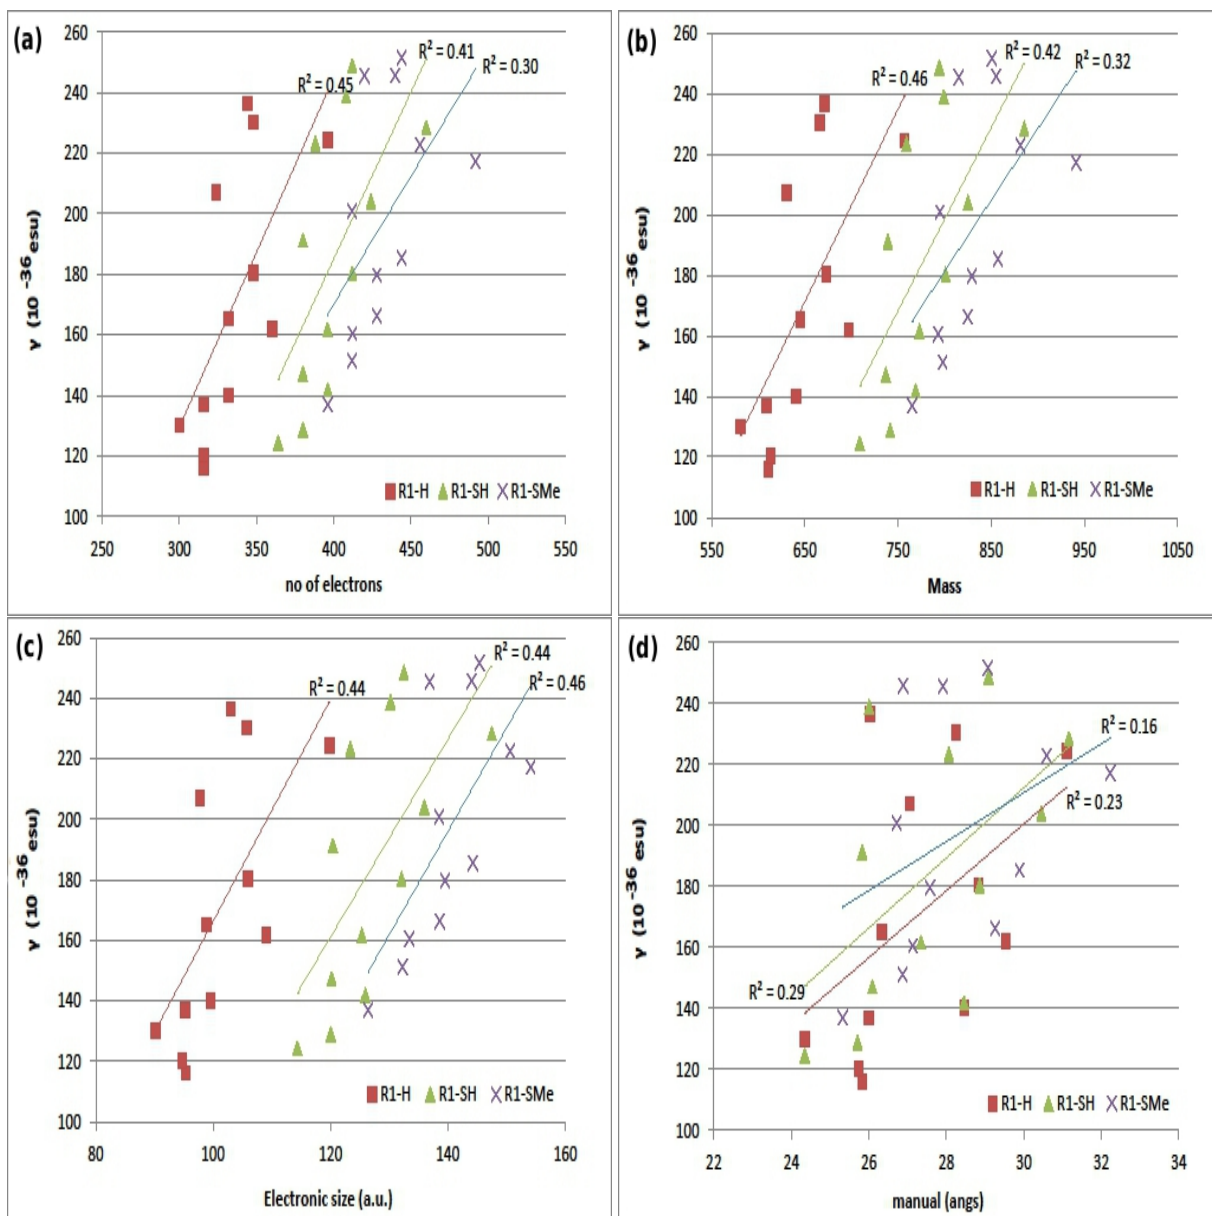 (a)
260
240
220
200
180
160
140
120
100
γ (10 -36 esu)
R² = 0.45
R² = 0.41
R² = 0.30
R1-H R1-SH R1-SMe
250 300 350 400 450 500 550
no of electrons
(b)
260
240
220
200
180
160
140
120
100
γ (10 -36 esu)
R² = 0.46
R² = 0.42
R² = 0.32
R1-H R1-SH R1-SMe
550 650 750 850 950 1050
Mass
(c)
260
240
220
200
180
160
140
120
100
γ (10 -36 esu)
R² = 0.44
R² = 0.44
R² = 0.46
R1-H R1-SH R1-SMe
80 100 120 140 160
Electronic size (a.u.)
(d)
260
240
220
200
180
160
140
120
100
γ (10 -36 esu)
R² = 0.16
R² = 0.23
R² = 0.29
R1-H R1-SH R1-SMe
22 24 26 28 30 32 34
manual (angs)